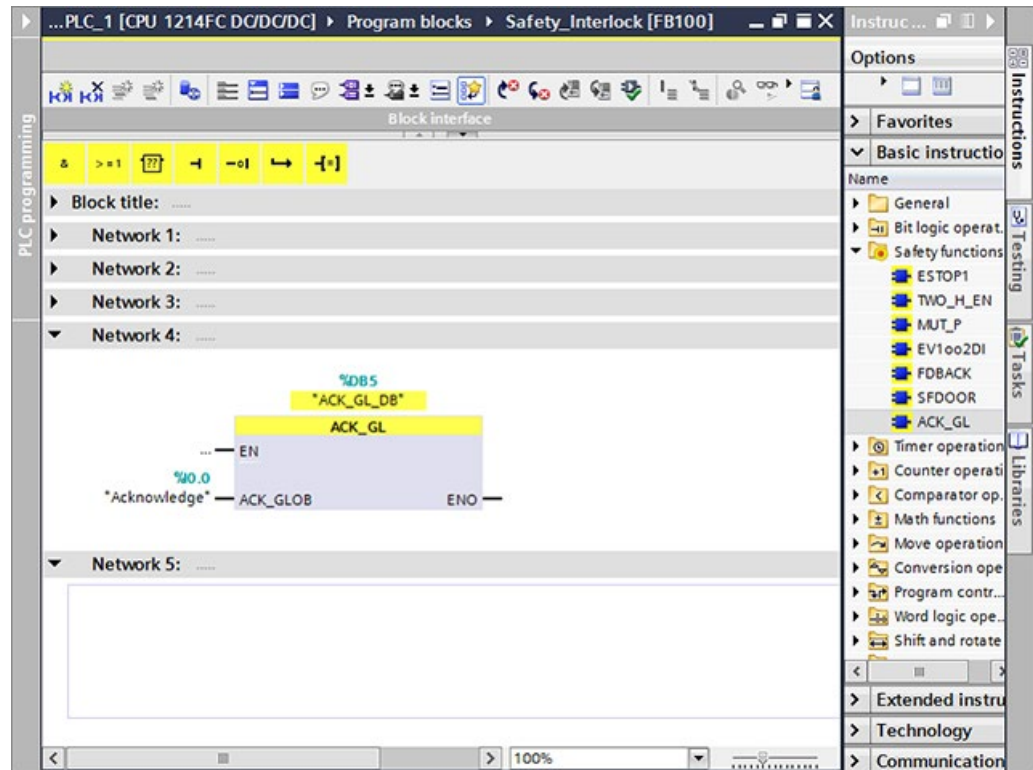 ...PLC_1 [CPU 1214FC DC/DC/DC] ▸ Program blocks ▸ Safety_Interlock [FB100]
Instruc...
Options
Block interface
PLC programming
& >=1 ??
Block title: .....
Network 1: .....
Network 2: .....
Network 3: .....
Network 4: .....
%DB5
"ACK_GL_DB"
ACK_GL
... EN
%I0.0
"Acknowledge" ACK_GLOB ENO
Network 5: .....
100%
Favorites
Basic instructio
Name
General
Bit logic operat.
Safety functions
ESTOP1
TWO_H_EN
MUT_P
EV1oo2DI
FDBACK
SFDOOR
ACK_GL
Timer operation
Counter operati
Comparator op.
Math functions
Move operation
Conversion ope
Program contr...
Word logic ope..
Shift and rotate
Extended instru
Technology
Communication
Instructions
Testing
Tasks
Libraries